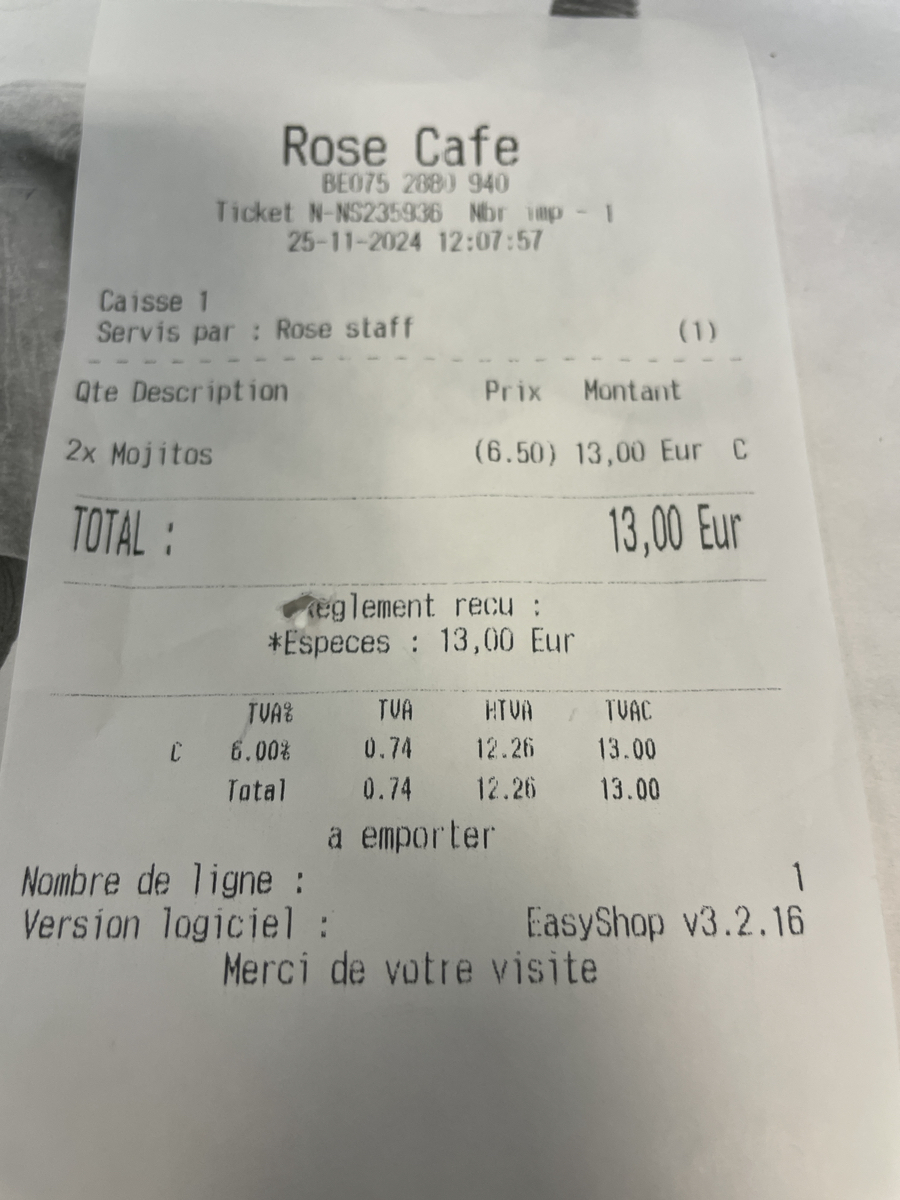 Rose Cafe
BE075 2880 940
Ticket N-NS235936 Nbr imp - 1
25-11-2024 12:07:57
Caisse 1
Servis par : Rose staff (1)
Qte Description Prix Montant
2x Mojitos (6.50) 13,00 Eur C
TOTAL : 13,00 Eur
Reglement recu :
*Especes : 13,00 Eur
TVA% TVA HTVA TVAC
C 6.00% 0.74 12.26 13.00
Total 0.74 12.26 13.00
a emporter
Nombre de ligne : 1
Version logiciel : EasyShop v3.2.16
Merci de votre visite